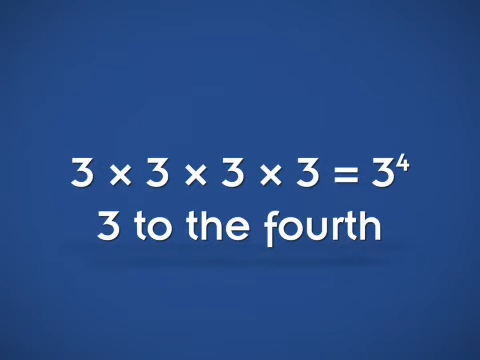 3 × 3 × 3 × 3 = 3⁴
3 to the fourth